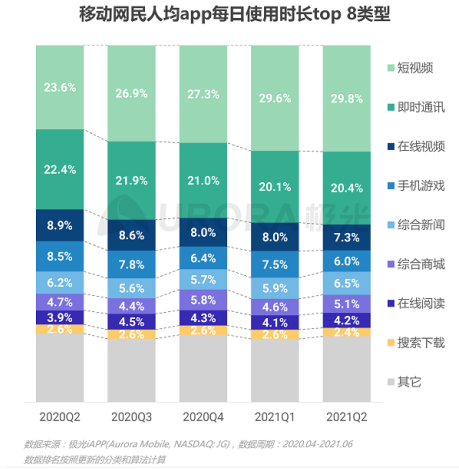 移动网民人均app每日使用时长top 8类型
23.6% 26.9% 27.3% 29.6% 29.8% 短视频
22.4% 21.9% 21.0% 20.1% 20.4% 即时通讯
8.9% 8.6% 8.0% 8.0% 7.3% 在线视频
8.5% 7.8% 6.4% 7.5% 6.0% 手机游戏
6.2% 5.6% 5.7% 5.9% 6.5% 综合新闻
4.7% 4.4% 5.8% 4.6% 5.1% 综合商城
3.9% 4.5% 4.3% 4.1% 4.2% 在线阅读
2.6% 2.6% 2.6% 2.6% 2.4% 搜索下载
其它
AURORA极光
2020Q2 2020Q3 2020Q4 2021Q1 2021Q2
数据来源：极光iAPP(Aurora Mobile, NASDAQ: JG)，数据周期：2020.04-2021.06
数据排名按照更新的分类和算法计算